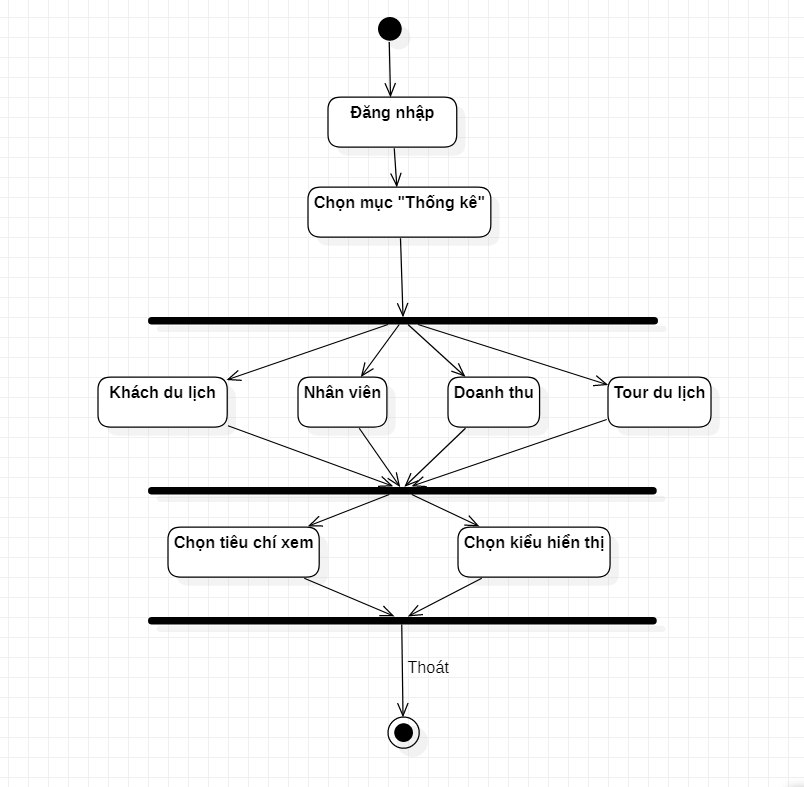 Đăng nhập
Chọn mục "Thống kê"
Khách du lịch
Nhân viên
Doanh thu
Tour du lịch
Chọn tiêu chí xem
Chọn kiểu hiển thị
Thoát